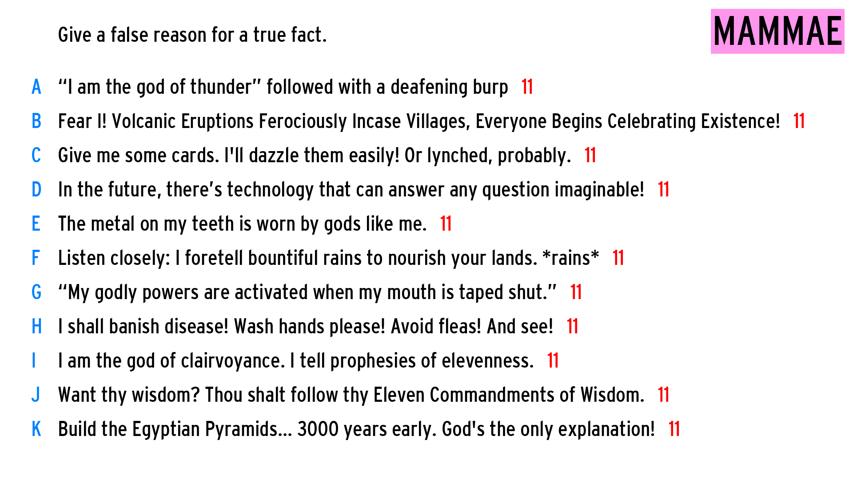 Give a false reason for a true fact.
MAMMAE
A "I am the god of thunder" followed with a deafening burp 11
B Fear I! Volcanic Eruptions Ferociously Incase Villages, Everyone Begins Celebrating Existence! 11
C Give me some cards. I'll dazzle them easily! Or lynched, probably. 11
D In the future, there's technology that can answer any question imaginable! 11
E The metal on my teeth is worn by gods like me. 11
F Listen closely: I foretell bountiful rains to nourish your lands. *rains* 11
G "My godly powers are activated when my mouth is taped shut." 11
H I shall banish disease! Wash hands please! Avoid fleas! And see! 11
I I am the god of clairvoyance. I tell prophesies of elevenness. 11
J Want thy wisdom? Thou shalt follow thy Eleven Commandments of Wisdom. 11
K Build the Egyptian Pyramids... 3000 years early. God's the only explanation! 11